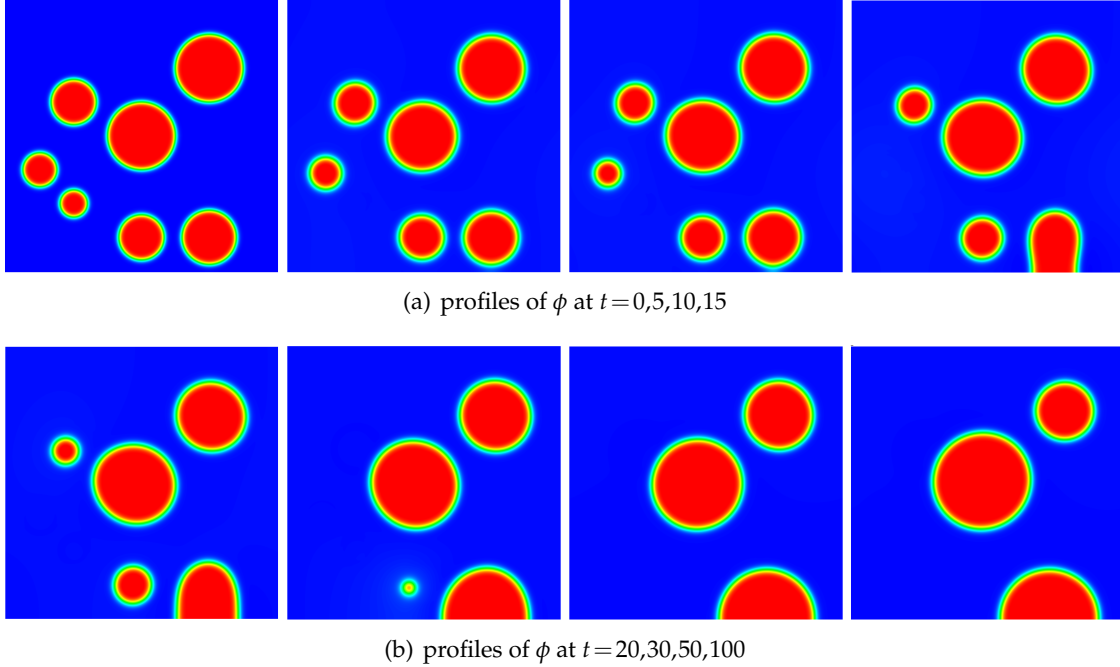 (a) profiles of ϕ at t=0,5,10,15
(b) profiles of ϕ at t=20,30,50,100